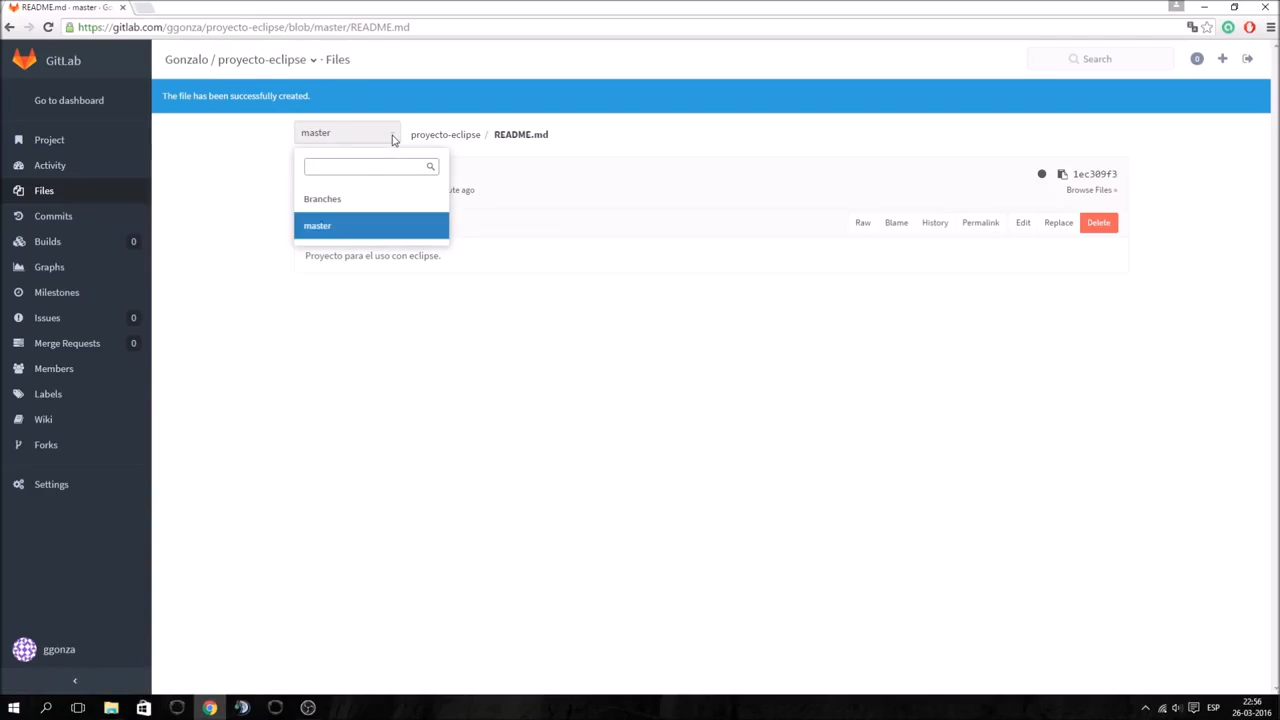 README.md - master - G
https://gitlab.com/ggonza/proyecto-eclipse/blob/master/README.md
GitLab
Gonzalo / proyecto-eclipse · Files
Search
0
Go to dashboard
The file has been successfully created.
master
proyecto-eclipse / README.md
Project
Activity
Files
Commits
Builds 0
Graphs
Milestones
Issues 0
Merge Requests 0
Members
Labels
Wiki
Forks
Settings
Branches
master
ago
1ec309f3
Browse Files »
Raw
Blame
History
Permalink
Edit
Replace
Delete
Proyecto para el uso con eclipse.
ggonza
<
ESP
22:56
26-03-2016